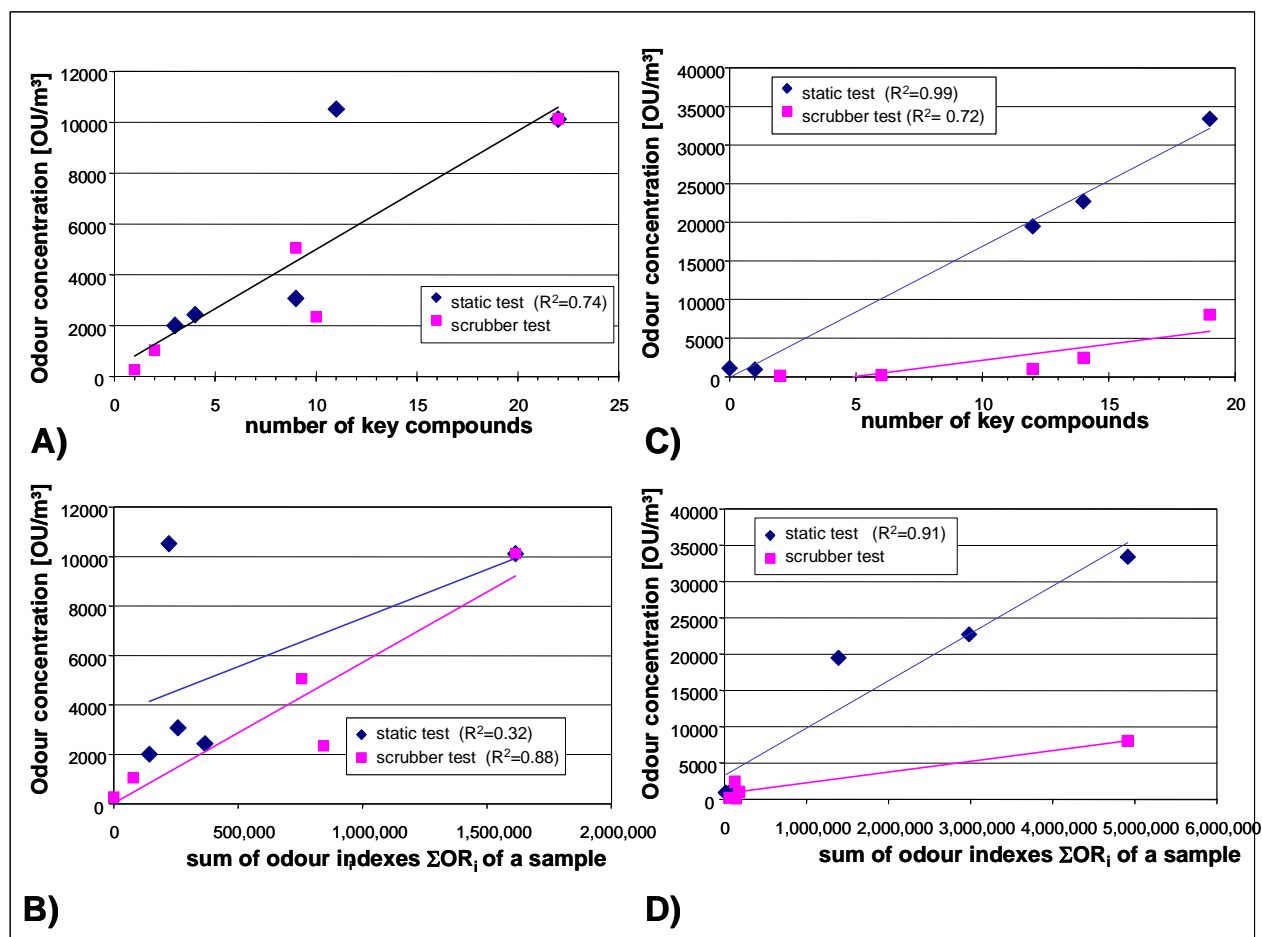 Odour concentration [OU/m³]
12000
10000
8000
6000
4000
2000
0
0 5 10 15 20 25
static test (R²=0.74)
scrubber test
number of key compounds
A)
Odour concentration [OU/m³]
40000
35000
30000
25000
20000
15000
10000
5000
0
0 5 10 15 20
static test (R²=0.99)
scrubber test (R²= 0.72)
number of key compounds
C)
Odour concentration [OU/m³]
12000
10000
8000
6000
4000
2000
0
0 500,000 1,000,000 1,500,000 2,000,000
static test (R²=0.32)
scrubber test (R²=0.88)
sum of odour indexes ΣORᵢ of a sample
B)
Odour concentration [OU/m³]
40000
35000
30000
25000
20000
15000
10000
5000
0
0 1,000,000 2,000,000 3,000,000 4,000,000 5,000,000 6,000,000
static test (R²=0.91)
scrubber test
sum of odour indexes ΣORᵢ of a sample
D)